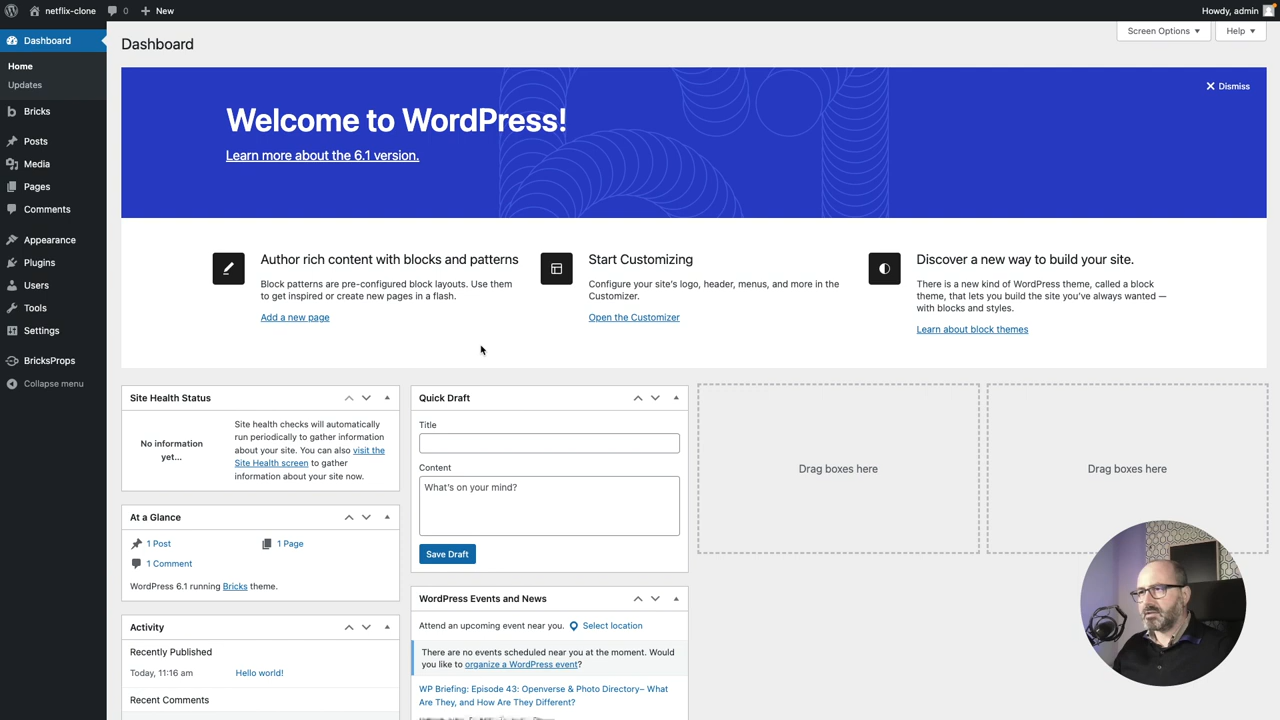 netflix-clone
0
New
Howdy, admin
Dashboard
Home
Updates
Bricks
Posts
Media
Pages
Comments
Appearance
Plugins
Users
Tools
Settings
BricksProps
Collapse menu
Dashboard
Screen Options
Help
Dismiss
Welcome to WordPress!
Learn more about the 6.1 version.
Author rich content with blocks and patterns
Block patterns are pre-configured block layouts. Use them
to get inspired or create new pages in a flash.
Add a new page
Start Customizing
Configure your site's logo, header, menus, and more in the
Customizer.
Open the Customizer
Discover a new way to build your site.
There is a new kind of WordPress theme, called a block
theme, that lets you build the site you've always wanted —
with blocks and styles.
Learn about block themes
Site Health Status
No information
yet...
Site health checks will automatically
run periodically to gather information
about your site. You can also visit the
Site Health screen to gather
information about your site now.
At a Glance
1 Post
1 Page
1 Comment
WordPress 6.1 running Bricks theme.
Activity
Recently Published
Today, 11:16 am
Hello world!
Recent Comments
Quick Draft
Title
Content
What's on your mind?
Save Draft
WordPress Events and News
Attend an upcoming event near you.
Select location
There are no events scheduled near you at the moment. Would
you like to organize a WordPress event?
WP Briefing: Episode 43: Openverse & Photo Directory– What
Are They, and How Are They Different?
Drag boxes here
Drag boxes here